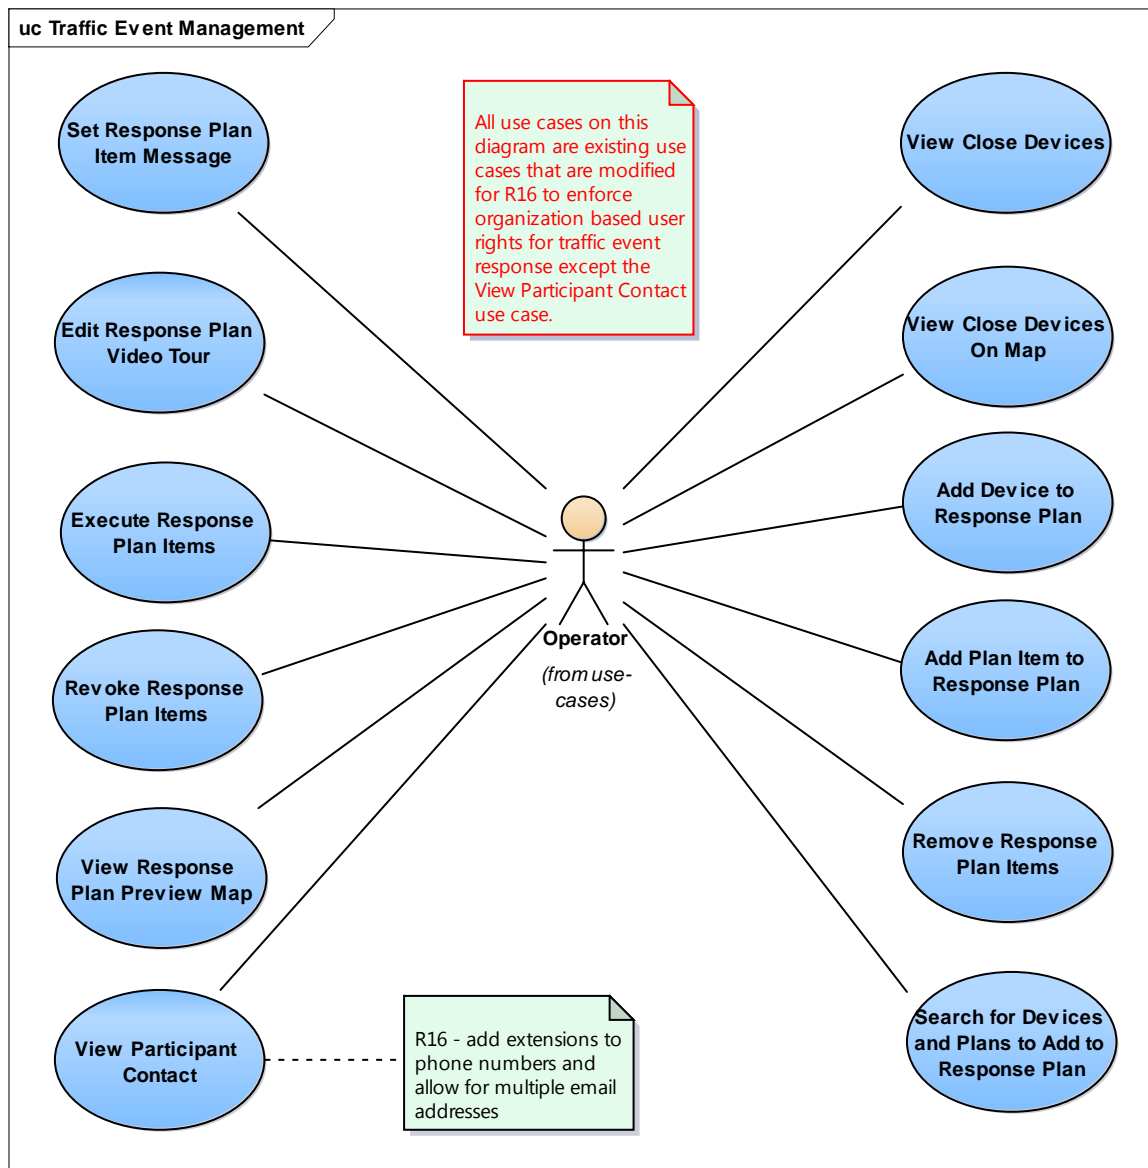 uc Traffic Event Management
Set Response Plan
Item Message
All use cases on this
diagram are existing use
cases that are modified
for R16 to enforce
organization based user
rights for traffic event
response except the
View Participant Contact
use case.
View Close Devices
Edit Response Plan
Video Tour
View Close Devices
On Map
Execute Response
Plan Items
Add Device to
Response Plan
Operator
(from use-
cases)
Revoke Response
Plan Items
Add Plan Item to
Response Plan
View Response
Plan Preview Map
Remove Response
Plan Items
View Participant
Contact
R16 - add extensions to
phone numbers and
allow for multiple email
addresses
Search for Devices
and Plans to Add to
Response Plan